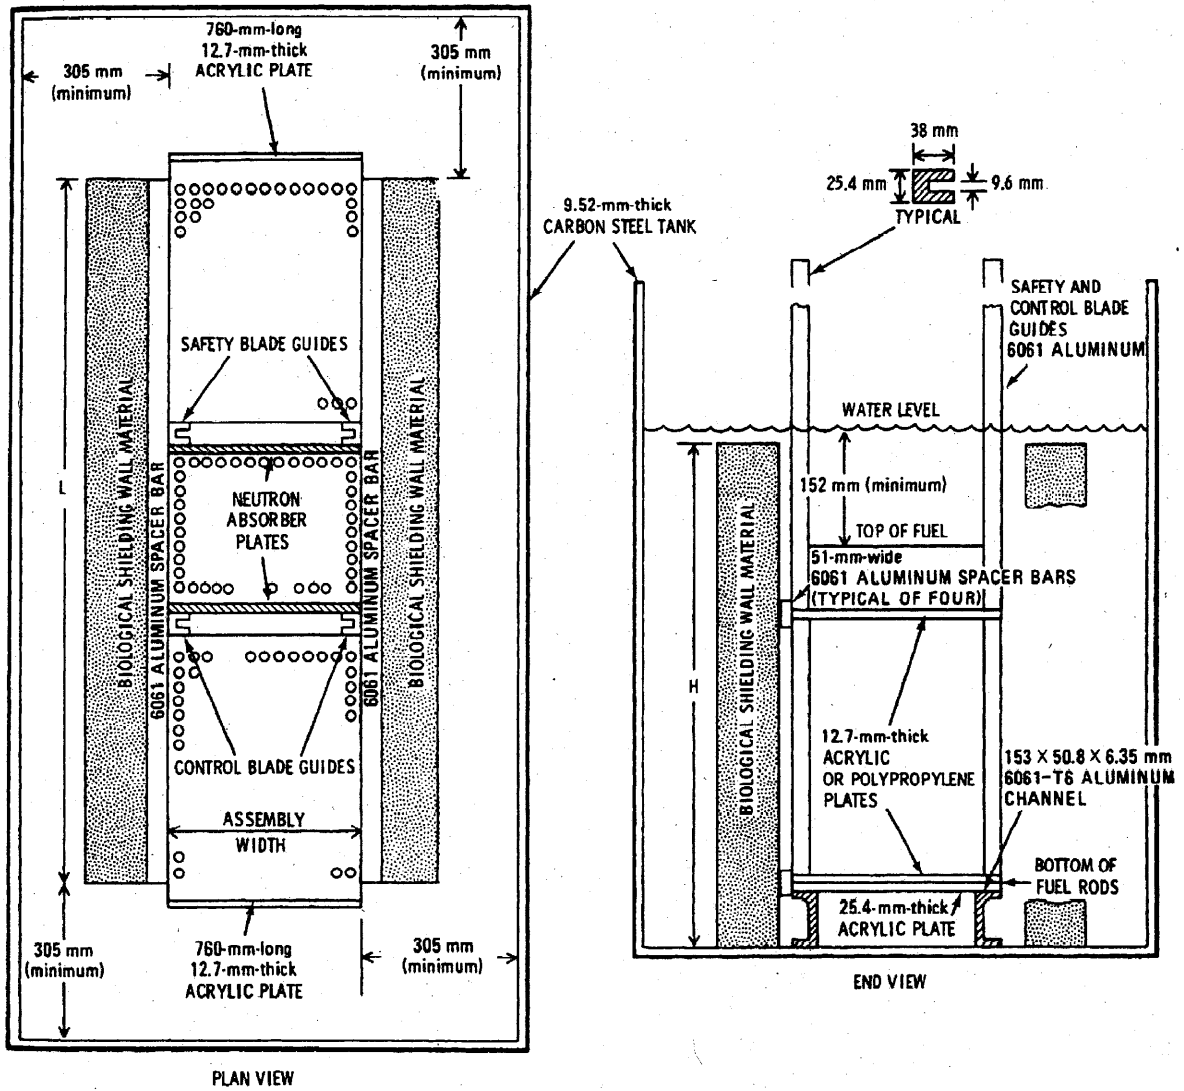 760-mm-long
12.7-mm-thick
ACRYLIC PLATE
305 mm
(minimum)
305 mm
(minimum)
BIOLOGICAL SHIELDING WALL MATERIAL
6061 ALUMINUM SPACER BAR
SAFETY BLADE GUIDES
L
NEUTRON
ABSORBER
PLATES
6061 ALUMINUM SPACER BAR
BIOLOGICAL SHIELDING WALL MATERIAL
CONTROL BLADE GUIDES
ASSEMBLY
WIDTH
305 mm
(minimum)
760-mm-long
12.7-mm-thick
ACRYLIC PLATE
305 mm
(minimum)
PLAN VIEW
38 mm
25.4 mm
9.6 mm
TYPICAL
9.52-mm-thick
CARBON STEEL TANK
SAFETY AND
CONTROL BLADE
GUIDES
6061 ALUMINUM
WATER LEVEL
152 mm (minimum)
TOP OF FUEL
51-mm-wide
6061 ALUMINUM SPACER BARS
(TYPICAL OF FOUR)
BIOLOGICAL SHIELDING WALL MATERIAL
H
12.7-mm-thick
ACRYLIC
OR POLYPROPYLENE
PLATES
153 X 50.8 X 6.35 mm
6061-T6 ALUMINUM
CHANNEL
BOTTOM OF
FUEL RODS
25.4-mm-thick
ACRYLIC PLATE
END VIEW